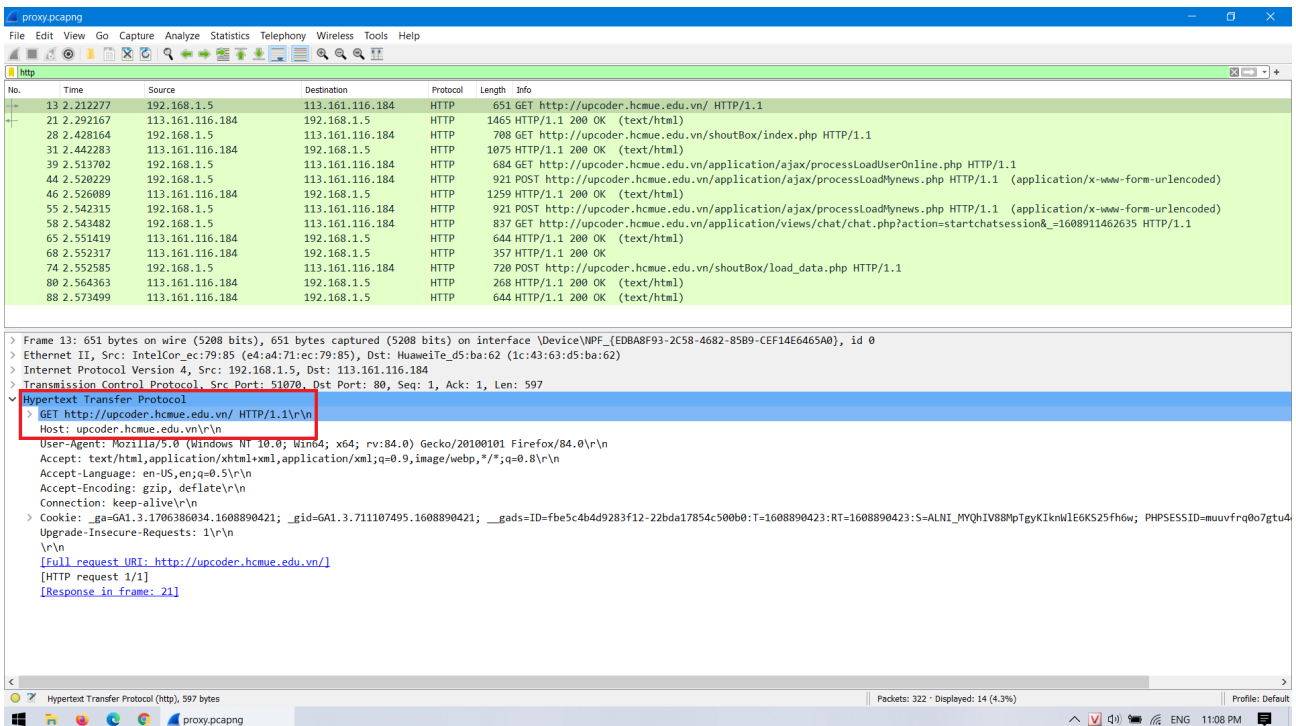 proxy.pcapng
File Edit View Go Capture Analyze Statistics Telephony Wireless Tools Help
http
No. Time Source Destination Protocol Length Info
13 2.212277 192.168.1.5 113.161.116.184 HTTP 651 GET http://upcoder.hcmue.edu.vn/ HTTP/1.1
21 2.292167 113.161.116.184 192.168.1.5 HTTP 1465 HTTP/1.1 200 OK (text/html)
28 2.428164 192.168.1.5 113.161.116.184 HTTP 708 GET http://upcoder.hcmue.edu.vn/shoutBox/index.php HTTP/1.1
31 2.442283 113.161.116.184 192.168.1.5 HTTP 1075 HTTP/1.1 200 OK (text/html)
39 2.513702 192.168.1.5 113.161.116.184 HTTP 684 GET http://upcoder.hcmue.edu.vn/application/ajax/processLoadUserOnline.php HTTP/1.1
44 2.520229 192.168.1.5 113.161.116.184 HTTP 921 POST http://upcoder.hcmue.edu.vn/application/ajax/processLoadMynews.php HTTP/1.1 (application/x-www-form-urlencoded)
46 2.526089 113.161.116.184 192.168.1.5 HTTP 1259 HTTP/1.1 200 OK (text/html)
55 2.542315 192.168.1.5 113.161.116.184 HTTP 921 POST http://upcoder.hcmue.edu.vn/application/ajax/processLoadMynews.php HTTP/1.1 (application/x-www-form-urlencoded)
58 2.543482 192.168.1.5 113.161.116.184 HTTP 837 GET http://upcoder.hcmue.edu.vn/application/views/chat/chat.php?action=startchatsession&_=1608911462635 HTTP/1.1
65 2.551419 113.161.116.184 192.168.1.5 HTTP 644 HTTP/1.1 200 OK (text/html)
68 2.552317 113.161.116.184 192.168.1.5 HTTP 357 HTTP/1.1 200 OK
74 2.552585 192.168.1.5 113.161.116.184 HTTP 720 POST http://upcoder.hcmue.edu.vn/shoutBox/load_data.php HTTP/1.1
80 2.564363 113.161.116.184 192.168.1.5 HTTP 268 HTTP/1.1 200 OK (text/html)
88 2.573499 113.161.116.184 192.168.1.5 HTTP 644 HTTP/1.1 200 OK (text/html)
> Frame 13: 651 bytes on wire (5208 bits), 651 bytes captured (5208 bits) on interface \Device\NPF_{EDBA8F93-2C58-4682-85B9-CEF14E6465A0}, id 0
> Ethernet II, Src: IntelCor_ec:79:85 (e4:a4:71:ec:79:85), Dst: HuaweiTe_d5:ba:62 (1c:43:63:d5:ba:62)
> Internet Protocol Version 4, Src: 192.168.1.5, Dst: 113.161.116.184
> Transmission Control Protocol, Src Port: 51070, Dst Port: 80, Seq: 1, Ack: 1, Len: 597
Hypertext Transfer Protocol
> GET http://upcoder.hcmue.edu.vn/ HTTP/1.1\r\n
Host: upcoder.hcmue.edu.vn\r\n
User-Agent: Mozilla/5.0 (Windows NT 10.0; Win64; x64; rv:84.0) Gecko/20100101 Firefox/84.0\r\n
Accept: text/html,application/xhtml+xml,application/xml;q=0.9,image/webp,*/*;q=0.8\r\n
Accept-Language: en-US,en;q=0.5\r\n
Accept-Encoding: gzip, deflate\r\n
Connection: keep-alive\r\n
> Cookie: _ga=GA1.3.1706386034.1608890421; _gid=GA1.3.711107495.1608890421; __gads=ID=fbe5c4b4d9283f12-22bda17854c500b0:T=1608890423:RT=1608890423:S=ALNI_MYQhIV88MpTgyKIknWlE6KS25fh6w; PHPSESSID=muuvfrq0o7gtu4
Upgrade-Insecure-Requests: 1\r\n
\r\n
[Full request URI: http://upcoder.hcmue.edu.vn/]
[HTTP request 1/1]
[Response in frame: 21]
Hypertext Transfer Protocol (http), 597 bytes Packets: 322 · Displayed: 14 (4.3%) Profile: Default
proxy.pcapng V ENG 11:08 PM